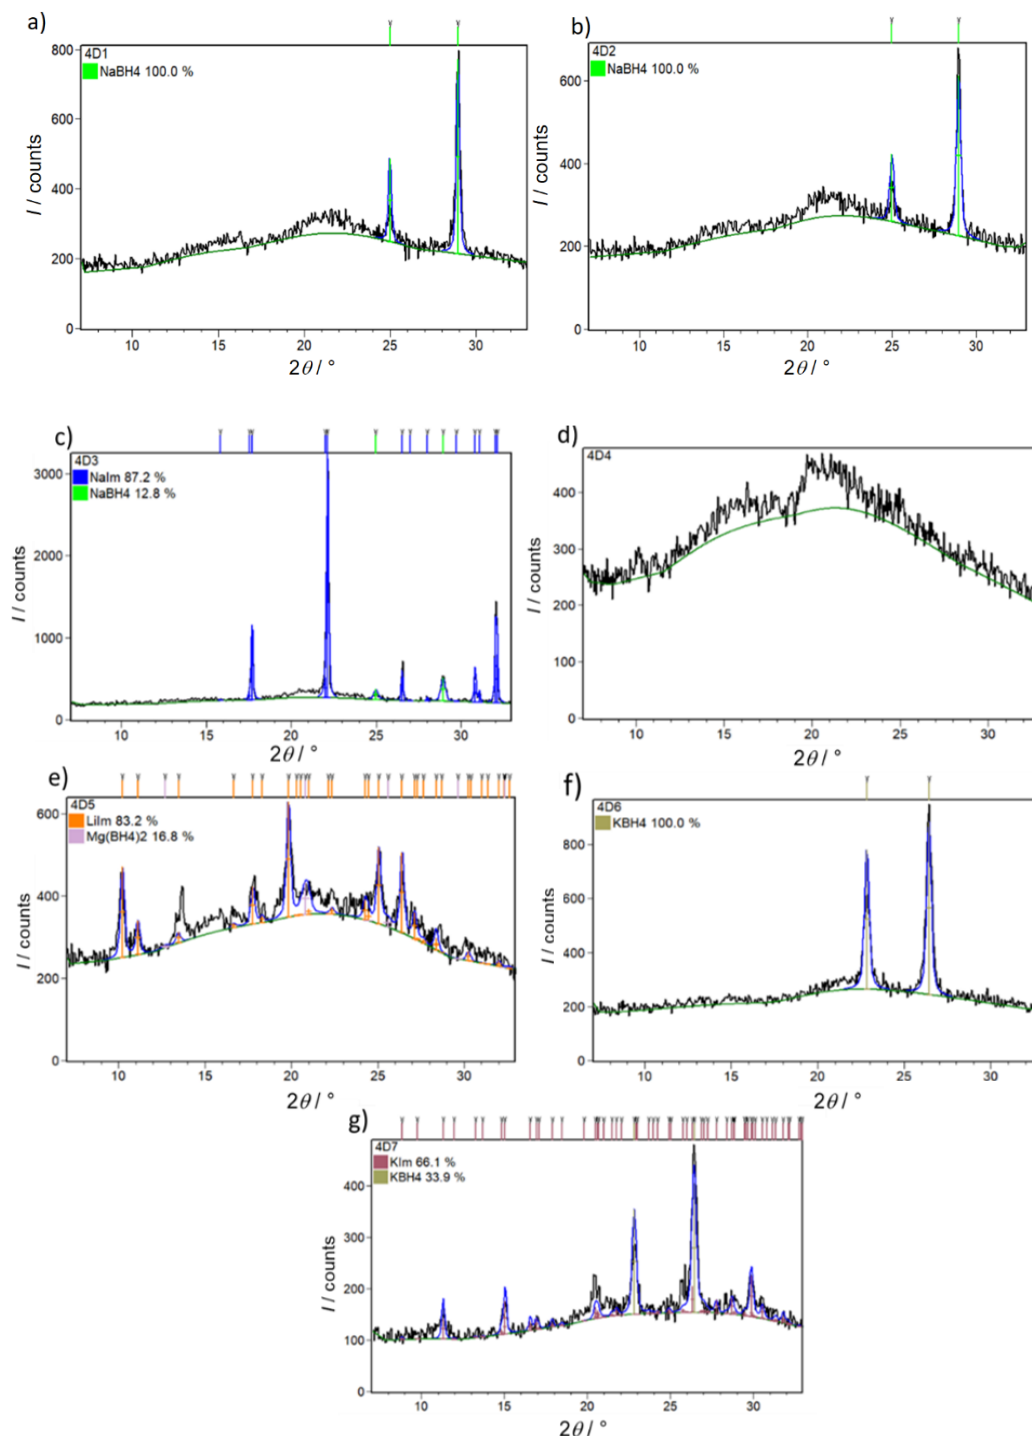 a)
4D1
NaBH4 100.0 %
I / counts
800
600
400
200
0
10 15 20 25 30
2θ / °
b)
4D2
NaBH4 100.0 %
I / counts
600
400
200
0
10 15 20 25 30
2θ / °
c)
4D3
NaIm 87.2 %
NaBH4 12.8 %
I / counts
3000
2000
1000
0
10 15 20 25 30
2θ / °
d)
4D4
I / counts
400
300
200
100
0
10 15 20 25 30
2θ / °
e)
4D5
LiIm 83.2 %
Mg(BH4)2 16.8 %
I / counts
600
400
200
0
10 15 20 25 30
2θ / °
f)
4D6
KBH4 100.0 %
I / counts
800
600
400
200
0
10 15 20 25 30
2θ / °
g)
4D7
KIm 66.1 %
KBH4 33.9 %
I / counts
400
300
200
100
0
10 15 20 25 30
2θ / °